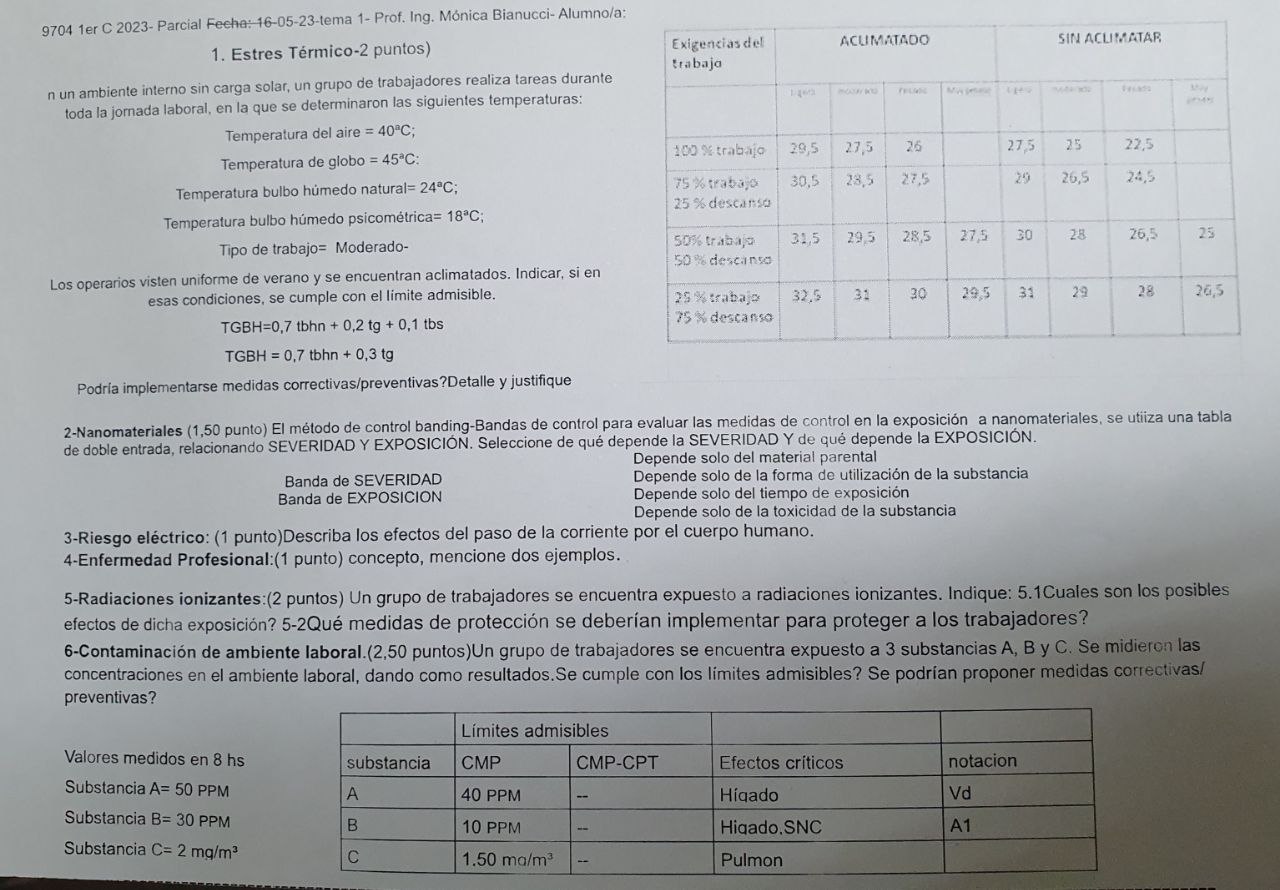 9704 1er C 2023- Parcial Fecha: 16-05-23-tema 1- Prof. Ing. Mónica Bianucci- Alumno/a:
1. Estres Térmico-2 puntos)
n un ambiente interno sin carga solar, un grupo de trabajadores realiza tareas durante
toda la jornada laboral, en la que se determinaron las siguientes temperaturas:
Temperatura del aire = 40ªC;
Temperatura de globo = 45ªC:
Temperatura bulbo húmedo natural= 24ªC;
Temperatura bulbo húmedo psicométrica= 18ªC;
Tipo de trabajo= Moderado-
Los operarios visten uniforme de verano y se encuentran aclimatados. Indicar, si en
esas condiciones, se cumple con el límite admisible.
TGBH=0,7 tbhn + 0,2 tg + 0,1 tbs
TGBH = 0,7 tbhn + 0,3 tg
Podría implementarse medidas correctivas/preventivas?Detalle y justifique
Exigencias del trabajo ACLIMATADO SIN ACLIMATAR
Ligero moderado Pesado Muy pesado Ligero moderado Pesado Muy pesado
100 % trabajo 29,5 27,5 26 27,5 25 22,5
75 % trabajo 25 % descanso 30,5 28,5 27,5 29 26,5 24,5
50% trabajo 50 % descanso 31,5 29,5 28,5 27,5 30 28 26,5 25
25 % trabajo 75 % descanso 32,5 31 30 29,5 31 29 28 26,5
2-Nanomateriales (1,50 punto) El método de control banding-Bandas de control para evaluar las medidas de control en la exposición a nanomateriales, se utiiza una tabla
de doble entrada, relacionando SEVERIDAD Y EXPOSICIÓN. Seleccione de qué depende la SEVERIDAD Y de qué depende la EXPOSICIÓN.
Banda de SEVERIDAD
Banda de EXPOSICION
Depende solo del material parental
Depende solo de la forma de utilización de la substancia
Depende solo del tiempo de exposición
Depende solo de la toxicidad de la substancia
3-Riesgo eléctrico: (1 punto)Describa los efectos del paso de la corriente por el cuerpo humano.
4-Enfermedad Profesional:(1 punto) concepto, mencione dos ejemplos.
5-Radiaciones ionizantes:(2 puntos) Un grupo de trabajadores se encuentra expuesto a radiaciones ionizantes. Indique: 5.1Cuales son los posibles
efectos de dicha exposición? 5-2Qué medidas de protección se deberían implementar para proteger a los trabajadores?
6-Contaminación de ambiente laboral.(2,50 puntos)Un grupo de trabajadores se encuentra expuesto a 3 substancias A, B y C. Se midieron las
concentraciones en el ambiente laboral, dando como resultados.Se cumple con los límites admisibles? Se podrían proponer medidas correctivas/
preventivas?
Valores medidos en 8 hs
Substancia A= 50 PPM
Substancia B= 30 PPM
Substancia C= 2 mg/m³
Límites admisibles
substancia CMP CMP-CPT Efectos críticos notacion
A 40 PPM -- Hígado Vd
B 10 PPM -- Higado.SNC A1
C 1.50 mg/m³ -- Pulmon